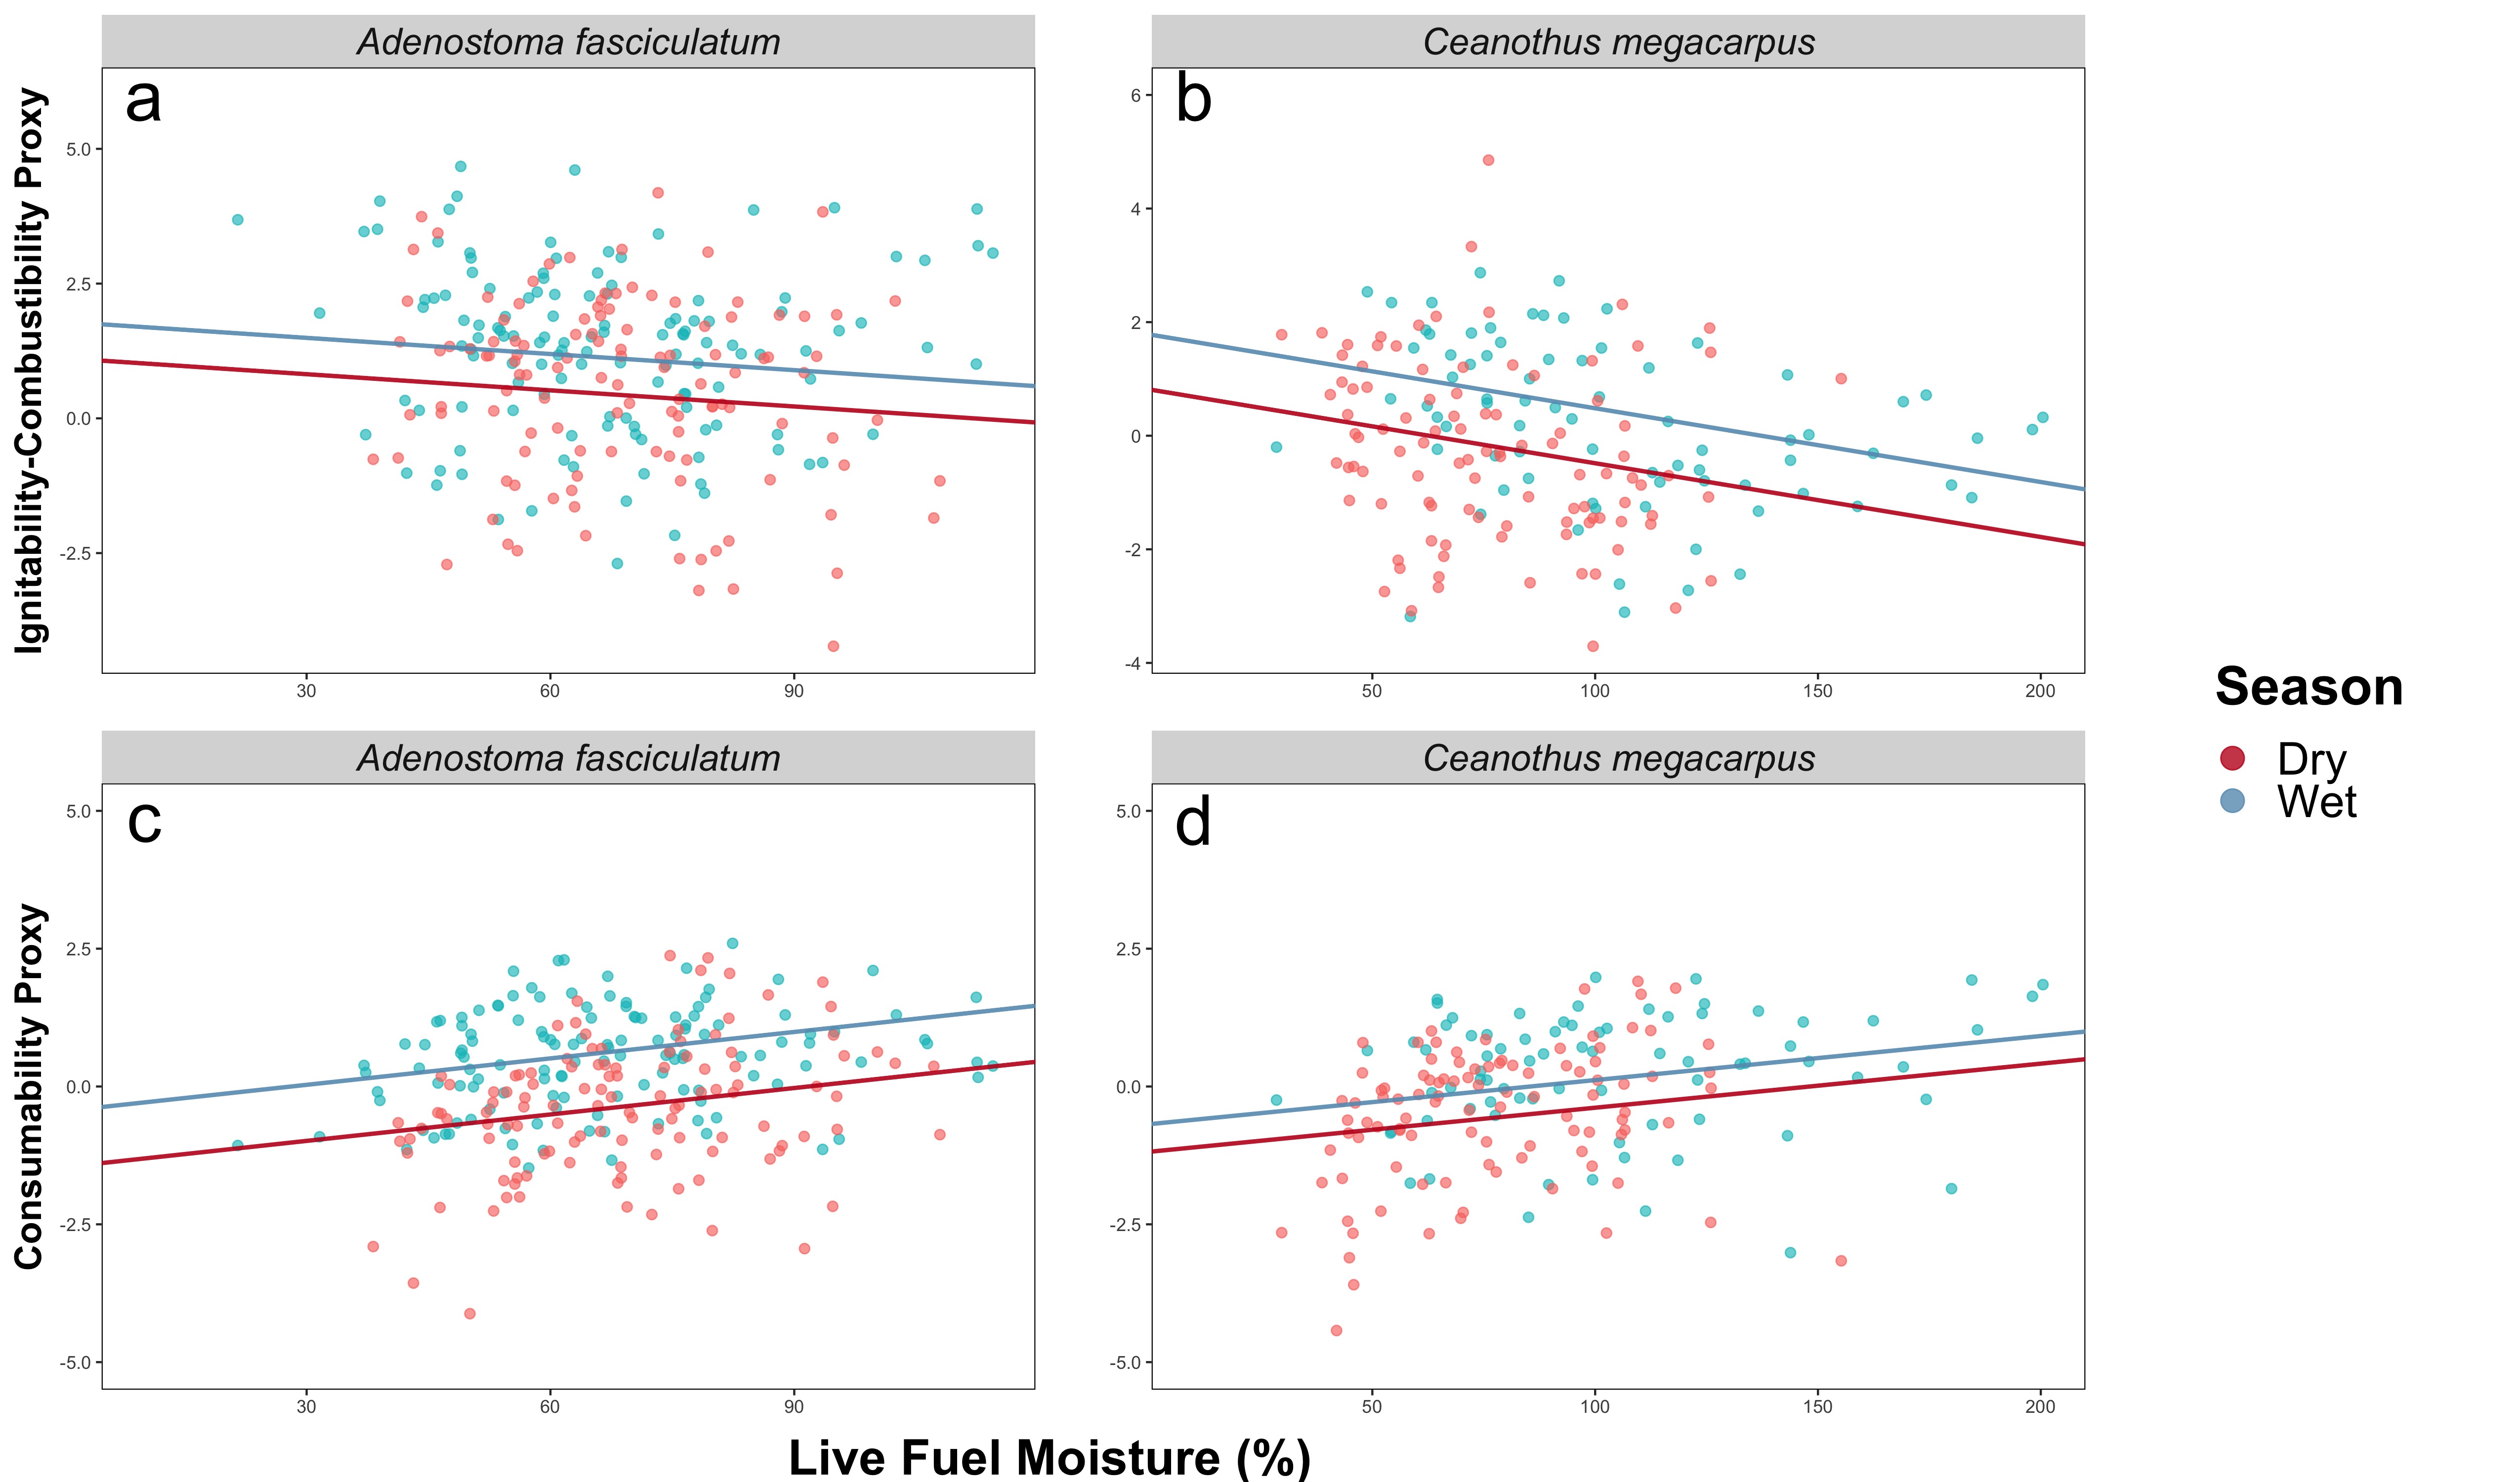 Adenostoma fasciculatum
Ceanothus megacarpus
a
b
Ignitability-Combustibility Proxy
5.0
2.5
0.0
-2.5
6
4
2
0
-2
-4
30
60
90
50
100
150
200
Adenostoma fasciculatum
Ceanothus megacarpus
c
d
Consumability Proxy
5.0
2.5
0.0
-2.5
-5.0
5.0
2.5
0.0
-2.5
-5.0
30
60
90
50
100
150
200
Live Fuel Moisture (%)
Season
Dry
Wet